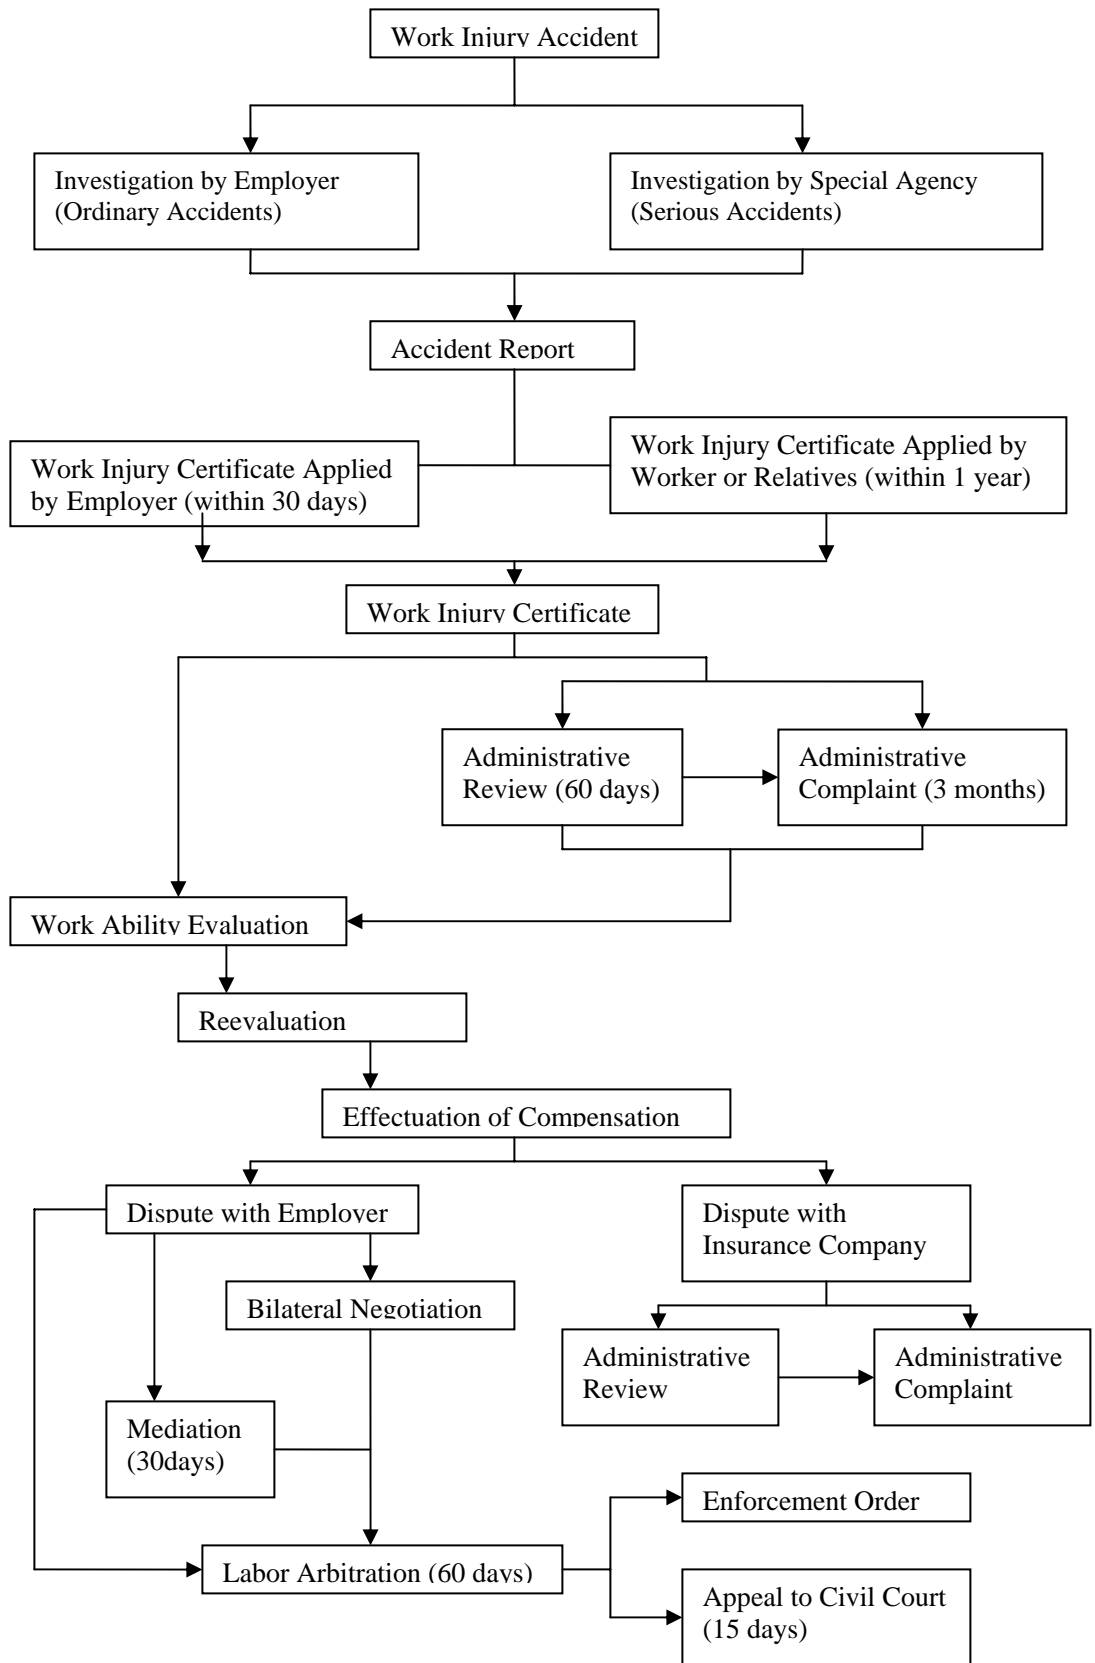 Work Injury Accident
Investigation by Employer
(Ordinary Accidents)
Investigation by Special Agency
(Serious Accidents)
Accident Report
Work Injury Certificate Applied
by Employer (within 30 days)
Work Injury Certificate Applied by
Worker or Relatives (within 1 year)
Work Injury Certificate
Administrative
Review (60 days)
Administrative
Complaint (3 months)
Work Ability Evaluation
Reevaluation
Effectuation of Compensation
Dispute with Employer
Dispute with
Insurance Company
Bilateral Negotiation
Administrative
Review
Administrative
Complaint
Mediation
(30days)
Enforcement Order
Labor Arbitration (60 days)
Appeal to Civil Court
(15 days)